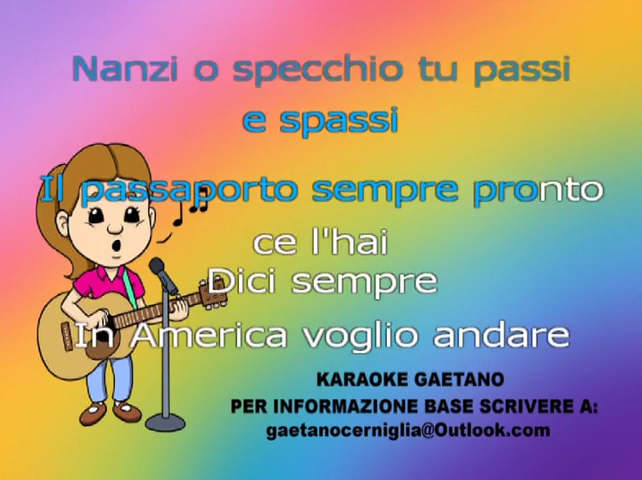 Nanzi o specchio tu passi
e spassi
Il passaporto sempre pronto
ce l'hai
Dici sempre
In America voglio andare
KARAOKE GAETANO
PER INFORMAZIONE BASE SCRIVERE A:
gaetanocerniglia@Outlook.com